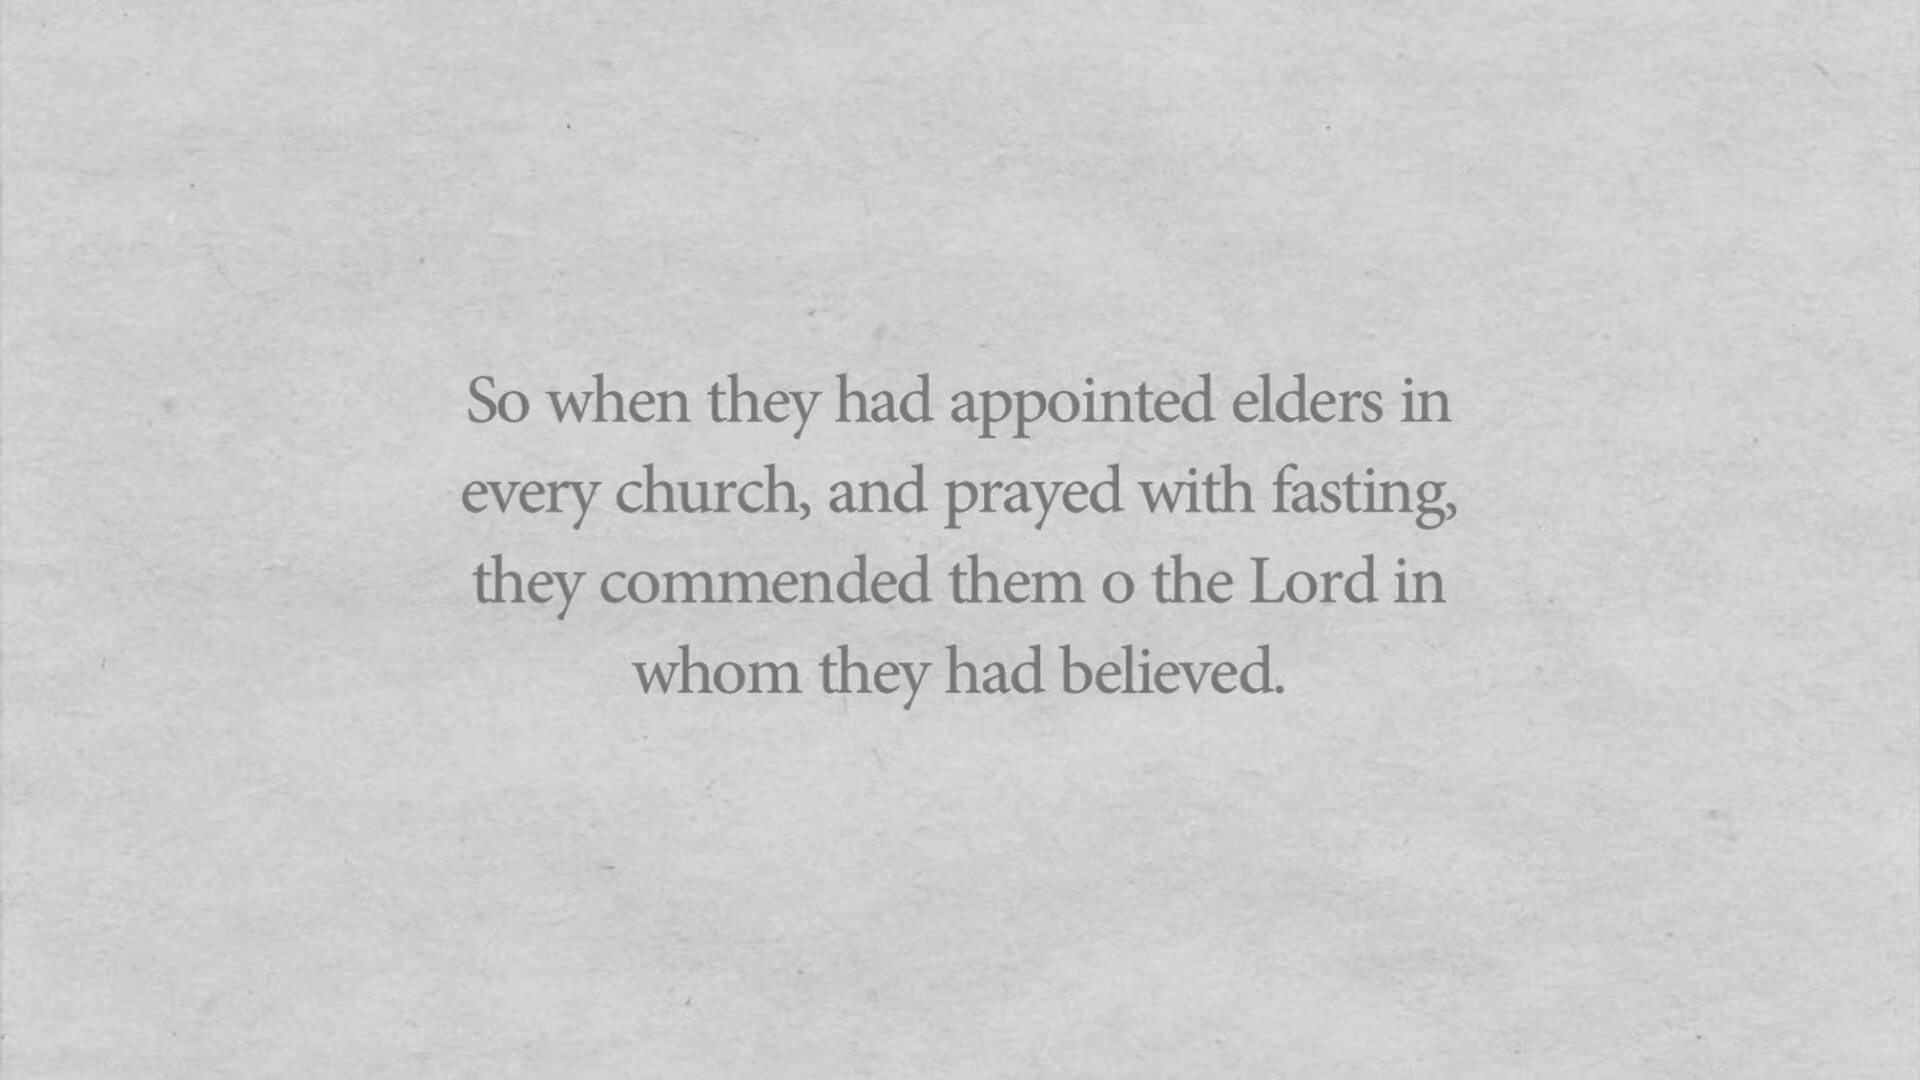 So when they had appointed elders in
every church, and prayed with fasting,
they commended them o the Lord in
whom they had believed.